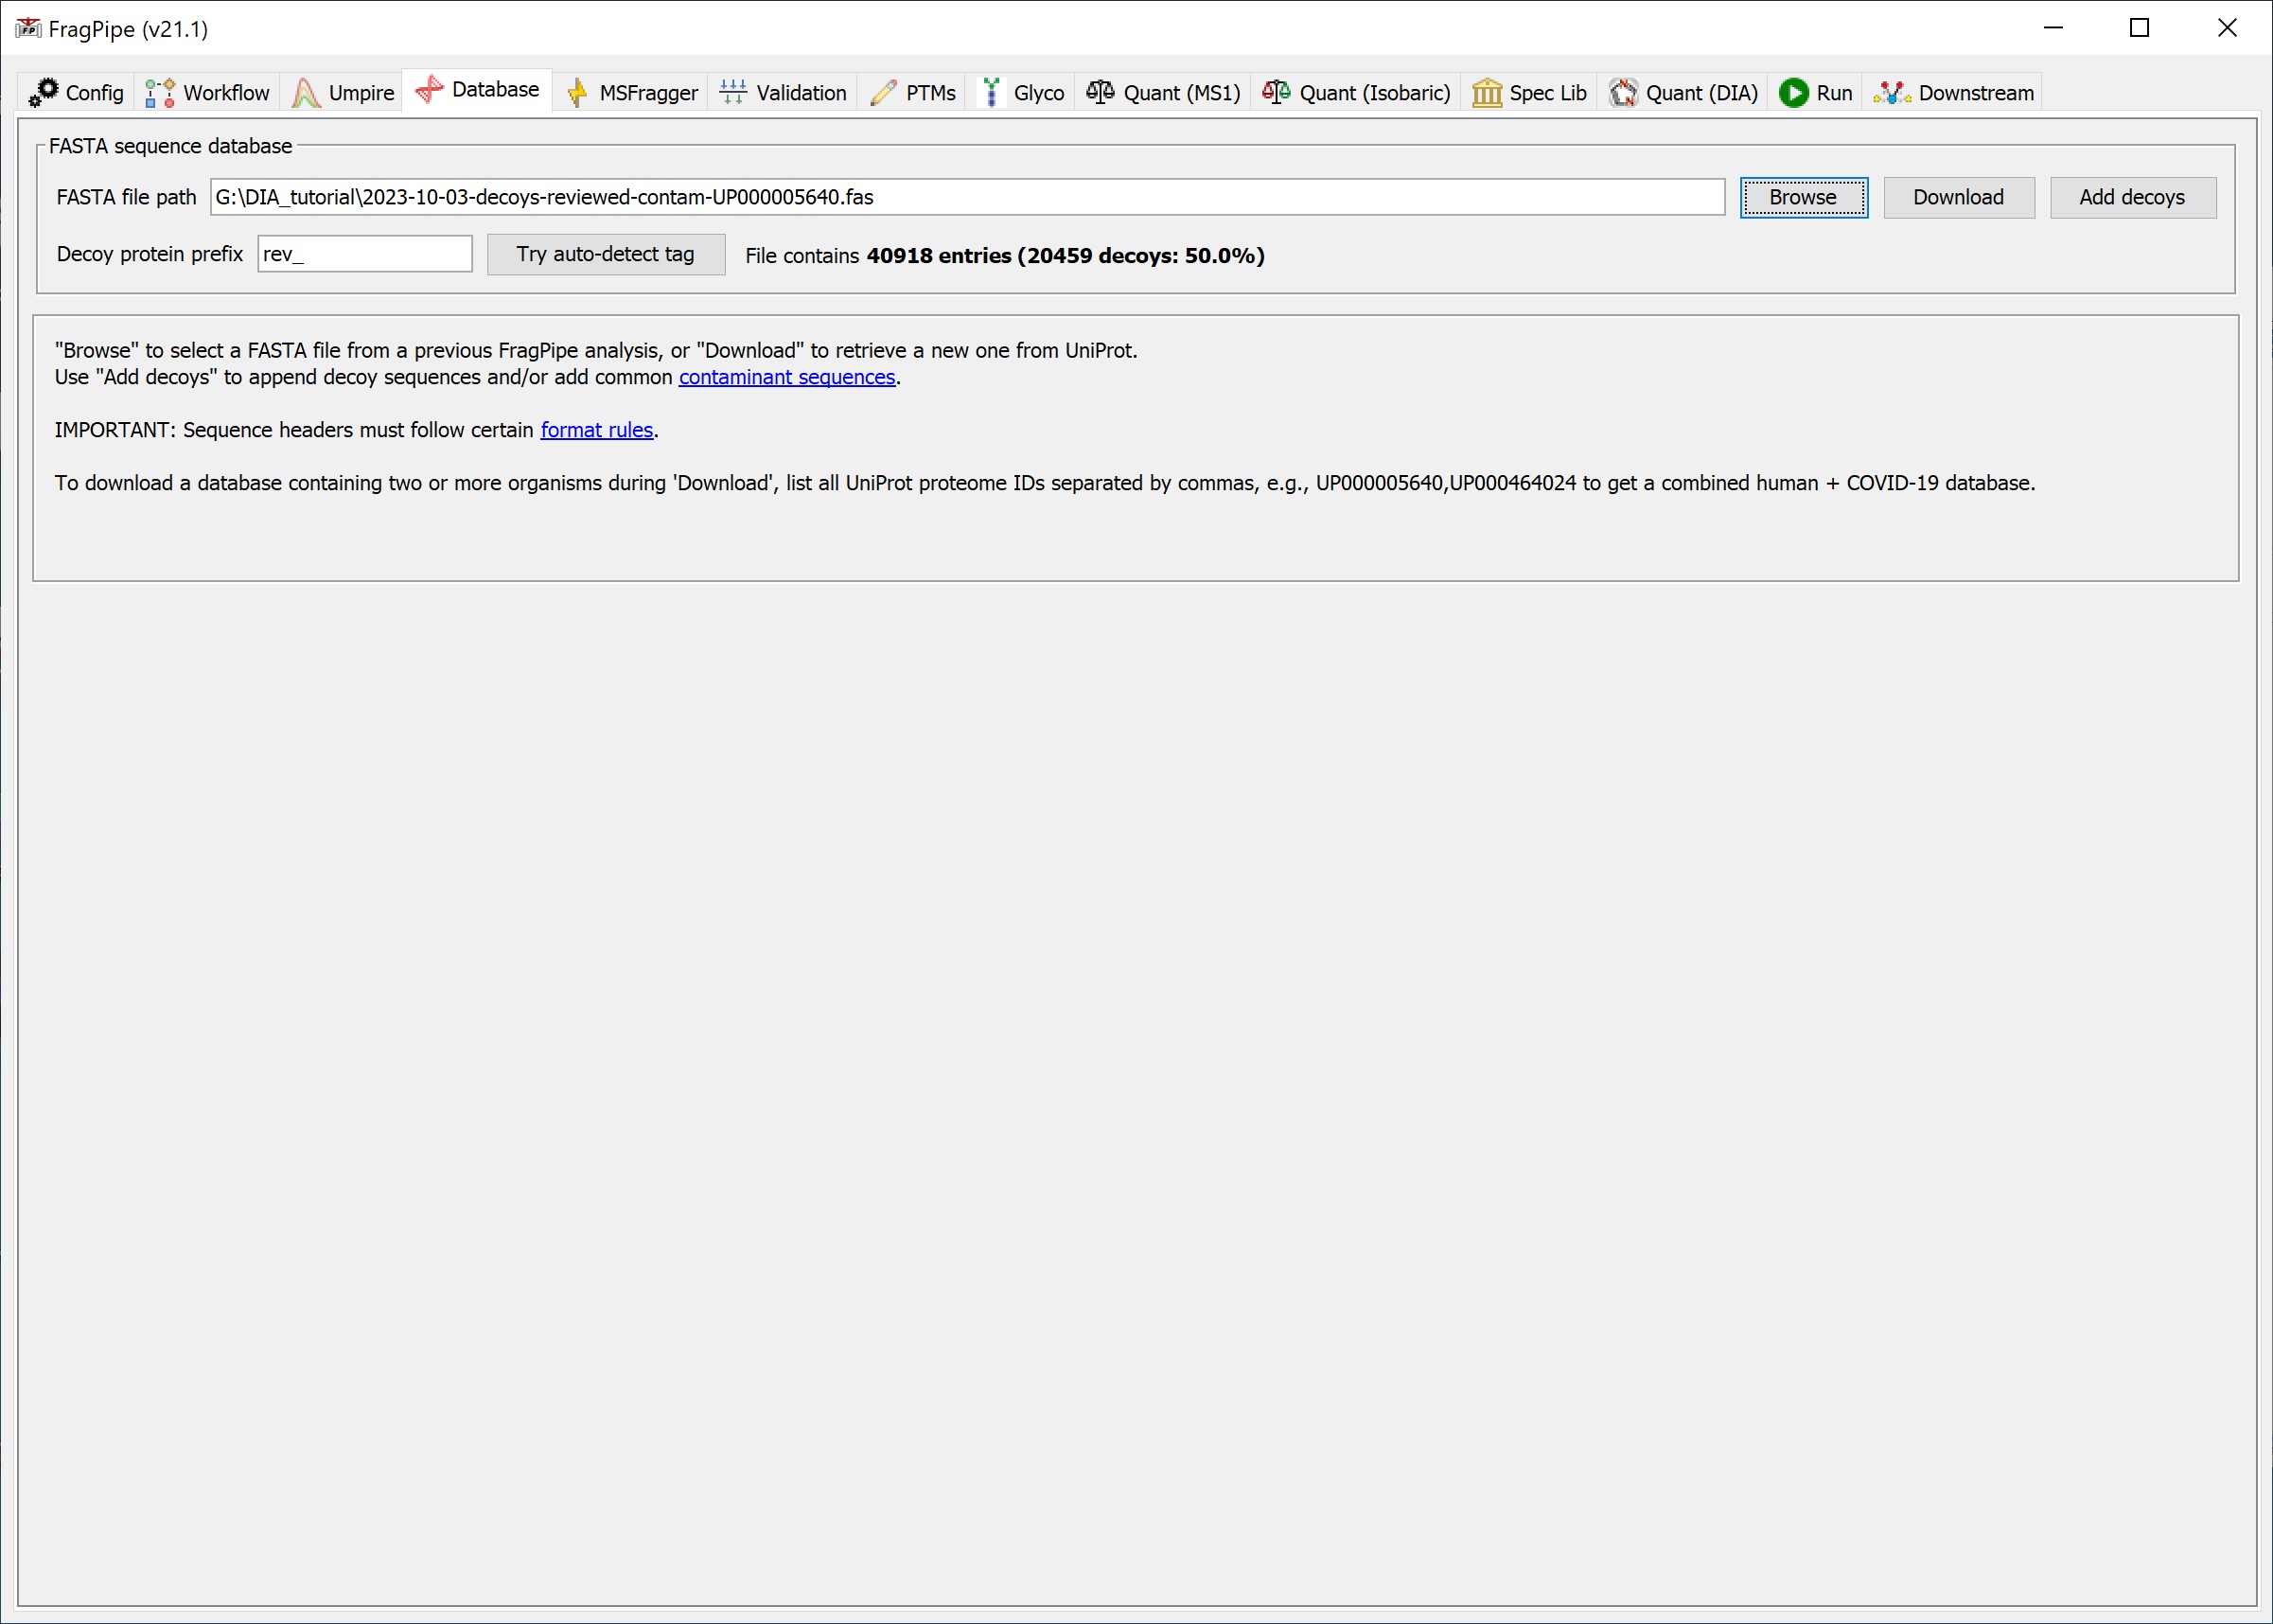 FragPipe (v21.1)
Config Workflow Umpire Database MSFragger Validation PTMs Glyco Quant (MS1) Quant (Isobaric) Spec Lib Quant (DIA) Run Downstream
FASTA sequence database
FASTA file path G:\DIA_tutorial\2023-10-03-decoys-reviewed-contam-UP000005640.fas Browse Download Add decoys
Decoy protein prefix rev_ Try auto-detect tag File contains 40918 entries (20459 decoys: 50.0%)
"Browse" to select a FASTA file from a previous FragPipe analysis, or "Download" to retrieve a new one from UniProt.
Use "Add decoys" to append decoy sequences and/or add common contaminant sequences.
IMPORTANT: Sequence headers must follow certain format rules.
To download a database containing two or more organisms during 'Download', list all UniProt proteome IDs separated by commas, e.g., UP000005640,UP000464024 to get a combined human + COVID-19 database.